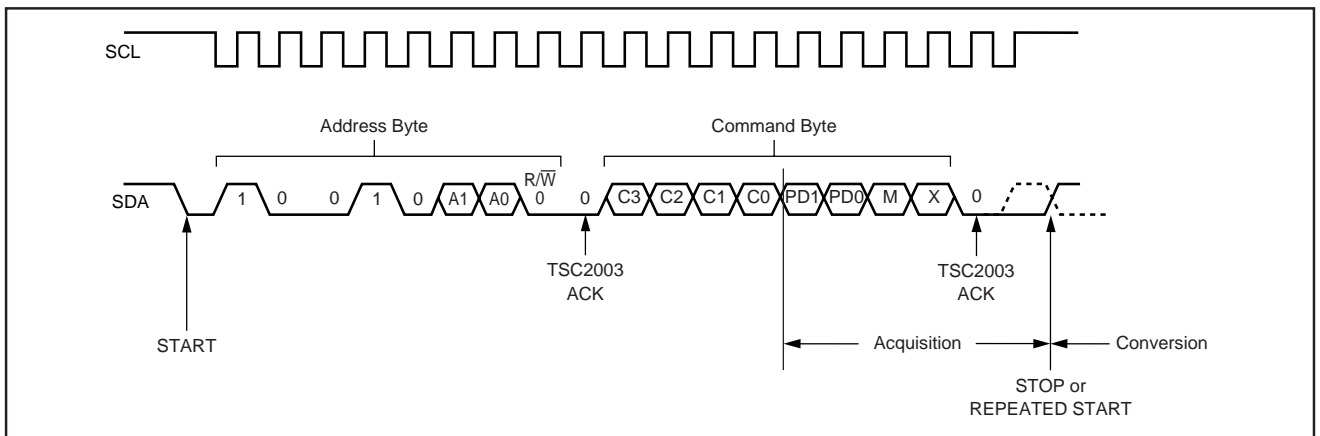 SCL
Address Byte
Command Byte
SDA
1 0 0 1 0 A1 A0 R/W̅ 0 0 C3 C2 C1 C0 PD1 PD0 M X 0
TSC2003
ACK
TSC2003
ACK
START
Acquisition
Conversion
STOP or
REPEATED START